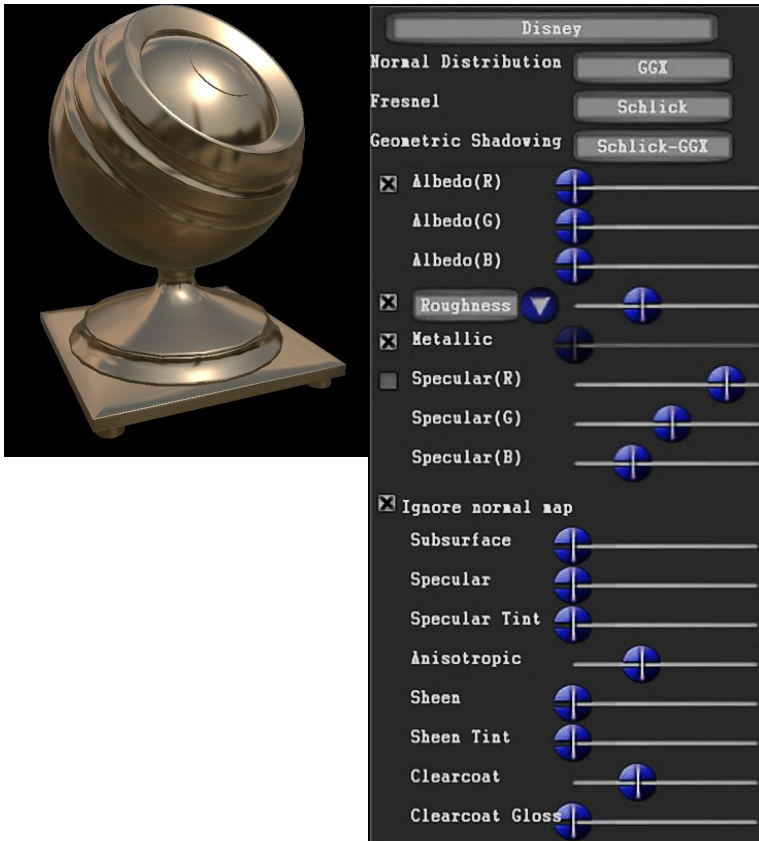 Disney
Normal Distribution GGX
Fresnel Schlick
Geometric Shadowing Schlick-GGX
Albedo(R)
Albedo(G)
Albedo(B)
Roughness
Metallic
Specular(R)
Specular(G)
Specular(B)
Ignore normal map
Subsurface
Specular
Specular Tint
Anisotropic
Sheen
Sheen Tint
Clearcoat
Clearcoat Gloss